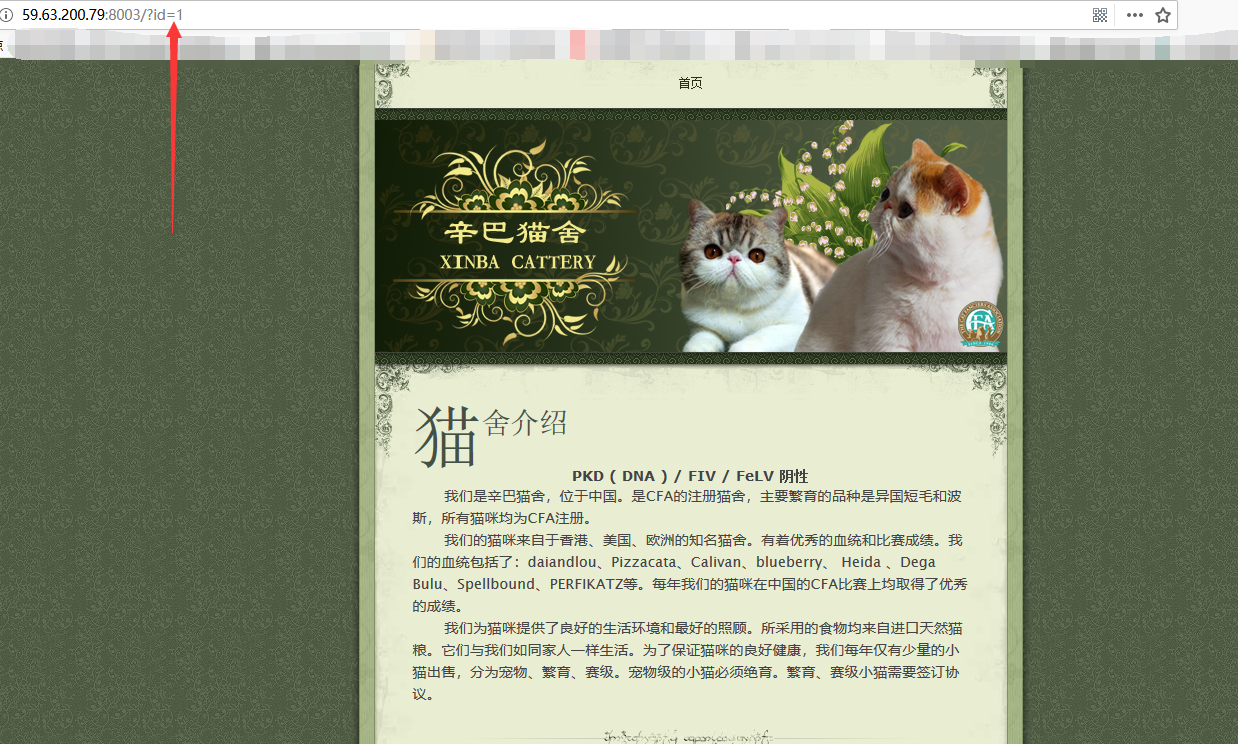 59.63.200.79:8003/?id=1
首页
辛巴猫舍
XINBA CATTERY
CFA
猫舍介绍
PKD ( DNA ) / FIV / FeLV 阴性
我们是辛巴猫舍，位于中国。是CFA的注册猫舍，主要繁育的品种是异国短毛和波
斯，所有猫咪均为CFA注册。
我们的猫咪来自于香港、美国、欧洲的知名猫舍。有着优秀的血统和比赛成绩。我
们的血统包括了：daiandlou、Pizzacata、Calivan、blueberry、 Heida 、Dega
Bulu、Spellbound、PERFIKATZ等。每年我们的猫咪在中国的CFA比赛上均取得了优秀
的成绩。
我们为猫咪提供了良好的生活环境和最好的照顾。所采用的食物均来自进口天然猫
粮。它们与我们如同家人一样生活。为了保证猫咪的良好健康，我们每年仅有少量的小
猫出售，分为宠物、繁育、赛级。宠物级的小猫必须绝育。繁育、赛级小猫需要签订协
议。